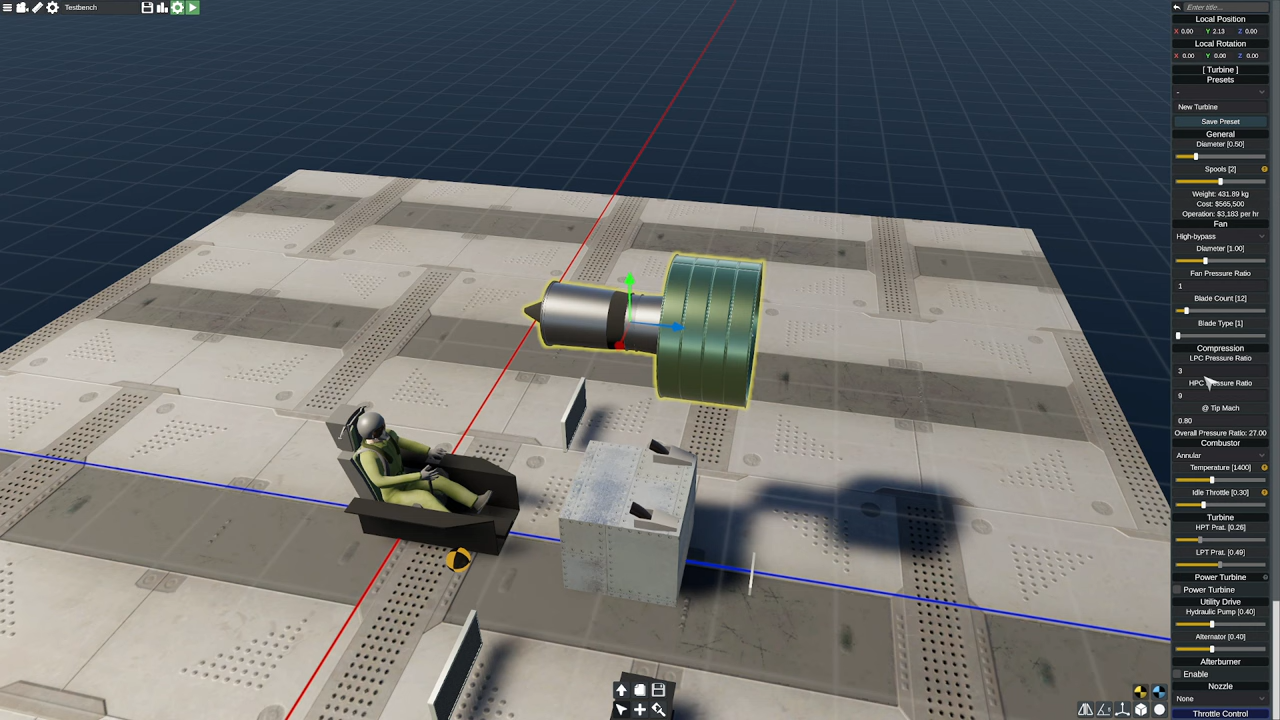 Testbench
Enter title...
Local Position
X 0.00 Y 2.13 Z 0.00
Local Rotation
X 0.00 Y 0.00 Z 0.00
[ Turbine ]
Presets
-
New Turbine
Save Preset
General
Diameter [0.50]
Spools [2]
Weight: 431.89 kg
Cost: $565,500
Operation: $3,183 per hr
Fan
High-bypass
Diameter [1.00]
Fan Pressure Ratio
1
Blade Count [12]
Blade Type [1]
Compression
LPC Pressure Ratio
3
HPC Ratio
9
@ Tip Mach
0.80
Overall Pressure Ratio: 27.00
Combustor
Annular
Temperature [1400]
Idle Throttle [0.30]
Turbine
HPT Prat. [0.26]
LPT Prat. [0.49]
Power Turbine
Power Turbine
Utility Drive
Hydraulic Pump [0.40]
Alternator [0.40]
Afterburner
Enable
Nozzle
None
Throttle Control